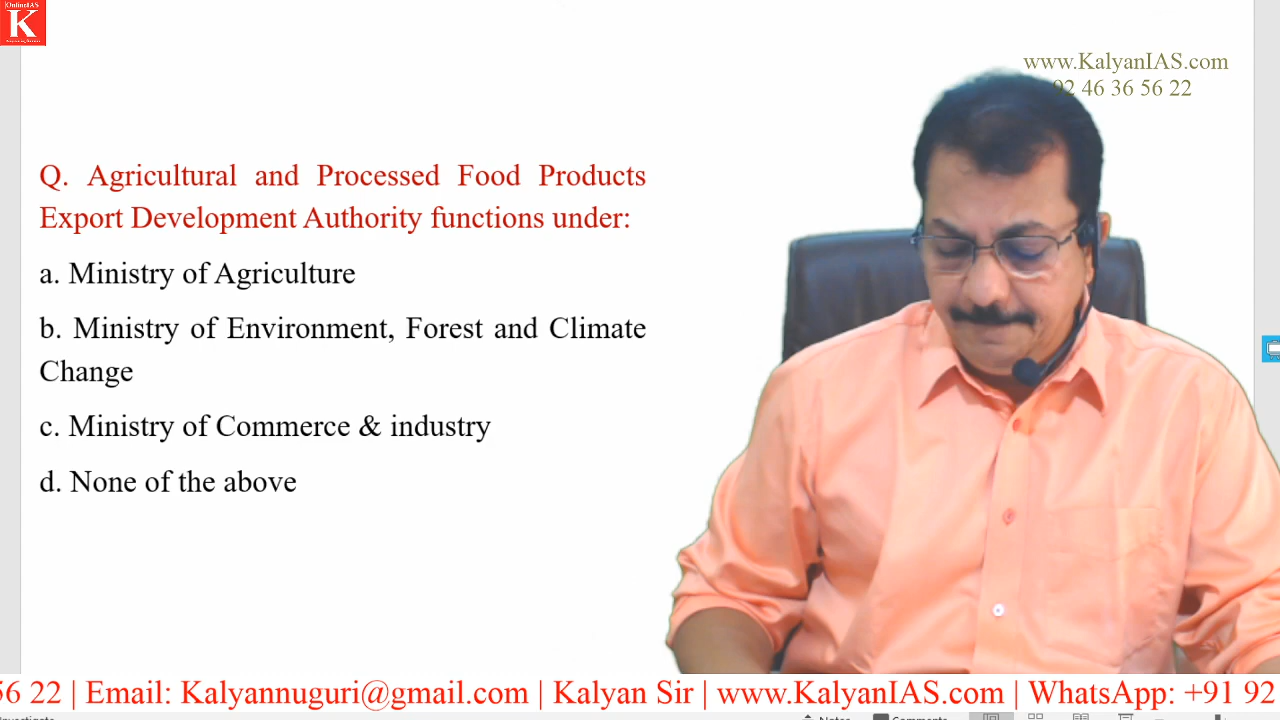 OnlineIAS
K
www.KalyanIAS.com
92 46 36 56 22
Q. Agricultural and Processed Food Products
Export Development Authority functions under:
a. Ministry of Agriculture
b. Ministry of Environment, Forest and Climate
Change
c. Ministry of Commerce & industry
d. None of the above
56 22 | Email: Kalyannuguri@gmail.com | Kalyan Sir | www.KalyanIAS.com | WhatsApp: +91 92